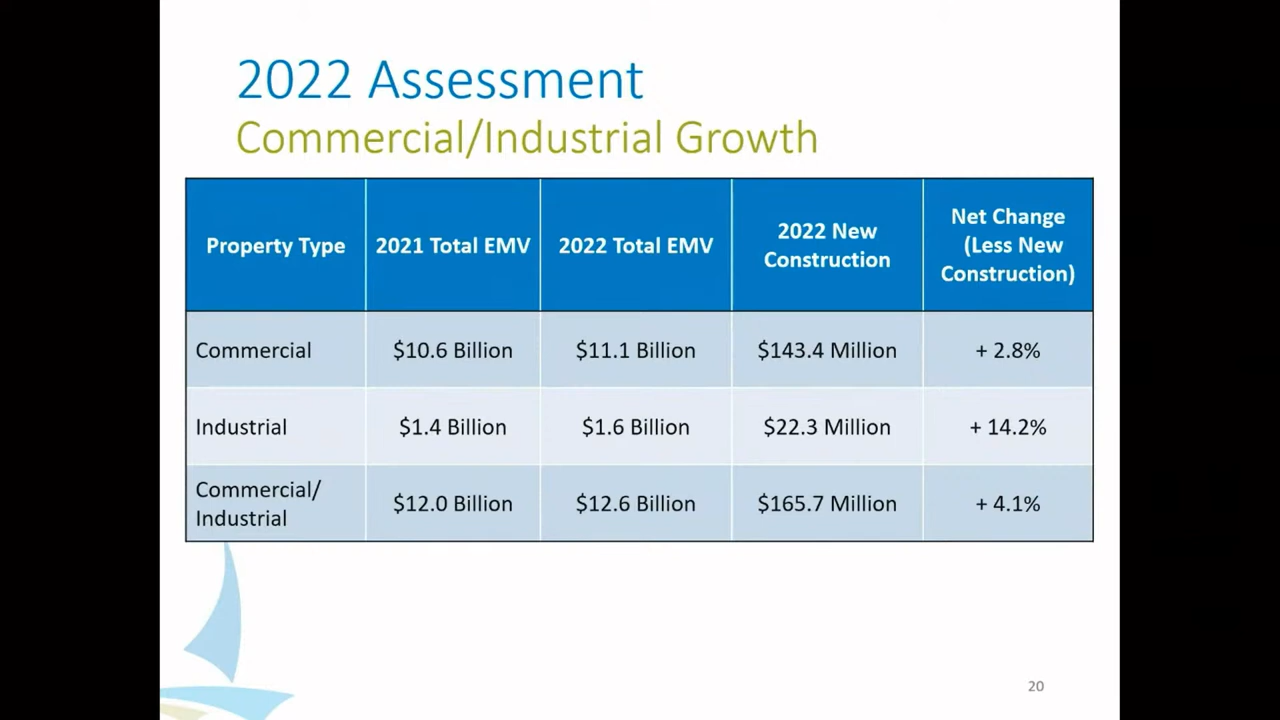 2022 Assessment
Commercial/Industrial Growth
Property Type
2021 Total EMV
2022 Total EMV
2022 New
Construction
Net Change
(Less New
Construction)
Commercial
$10.6 Billion
$11.1 Billion
$143.4 Million
+ 2.8%
Industrial
$1.4 Billion
$1.6 Billion
$22.3 Million
+ 14.2%
Commercial/
Industrial
$12.0 Billion
$12.6 Billion
$165.7 Million
+ 4.1%
20